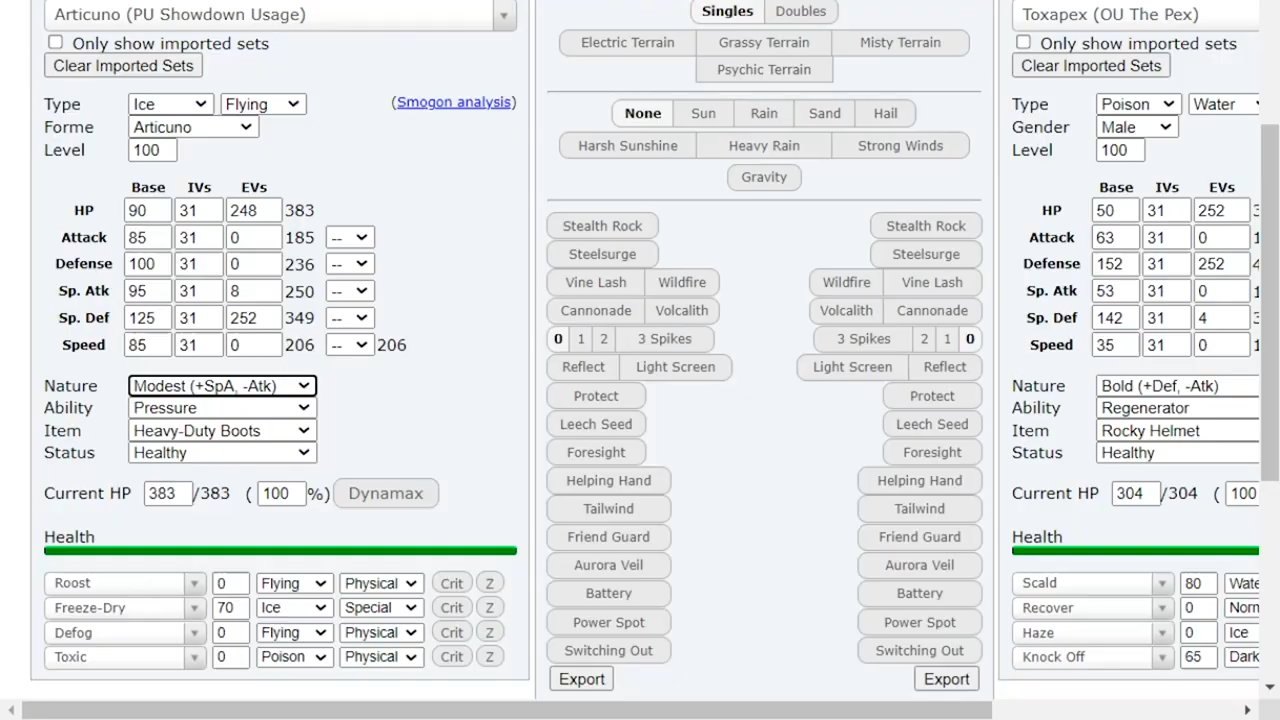 Articuno (PU Showdown Usage)
Only show imported sets
Clear Imported Sets
Type Ice Flying (Smogon analysis)
Forme Articuno
Level 100
Base IVs EVs
HP 90 31 248 383
Attack 85 31 0 185 --
Defense 100 31 0 236 --
Sp. Atk 95 31 8 250 --
Sp. Def 125 31 252 349 --
Speed 85 31 0 206 -- 206
Nature Modest (+SpA, -Atk)
Ability Pressure
Item Heavy-Duty Boots
Status Healthy
Current HP 383 /383 ( 100 %) Dynamax
Health
Roost 0 Flying Physical Crit Z
Freeze-Dry 70 Ice Special Crit Z
Defog 0 Flying Physical Crit Z
Toxic 0 Poison Physical Crit Z
Singles Doubles
Electric Terrain Grassy Terrain Misty Terrain
Psychic Terrain
None Sun Rain Sand Hail
Harsh Sunshine Heavy Rain Strong Winds
Gravity
Stealth Rock Stealth Rock
Steelsurge Steelsurge
Vine Lash Wildfire Wildfire Vine Lash
Cannonade Volcalith Volcalith Cannonade
0 1 2 3 Spikes 3 Spikes 2 1 0
Reflect Light Screen Light Screen Reflect
Protect Protect
Leech Seed Leech Seed
Foresight Foresight
Helping Hand Helping Hand
Tailwind Tailwind
Friend Guard Friend Guard
Aurora Veil Aurora Veil
Battery Battery
Power Spot Power Spot
Switching Out Switching Out
Export Export
Toxapex (OU The Pex)
Only show imported sets
Clear Imported Sets
Type Poison Water
Gender Male
Level 100
Base IVs EVs
HP 50 31 252
Attack 63 31 0
Defense 152 31 252
Sp. Atk 53 31 0
Sp. Def 142 31 4
Speed 35 31 0
Nature Bold (+Def, -Atk)
Ability Regenerator
Item Rocky Helmet
Status Healthy
Current HP 304 /304 ( 100
Health
Scald 80 Wate
Recover 0 Norn
Haze 0 Ice
Knock Off 65 Dark